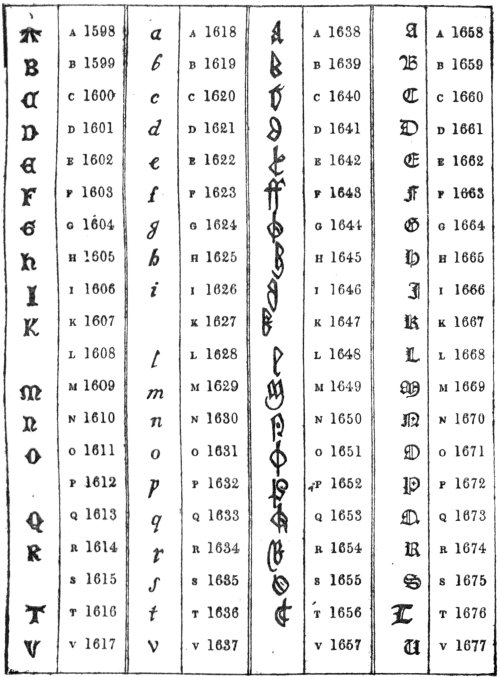 A A 1598 a A 1618 A 1638 A A 1658
B B 1599 b B 1619 B 1639 B B 1659
C C 1600 c C 1620 C 1640 C C 1660
D D 1601 d D 1621 D 1641 D D 1661
E E 1602 e E 1622 E 1642 E E 1662
F F 1603 f F 1623 F 1643 F F 1663
G G 1604 g G 1624 G 1644 G G 1664
h H 1605 h H 1625 H 1645 H H 1665
I I 1606 i I 1626 I 1646 I I 1666
K K 1607 K 1627 K 1647 K K 1667
L 1608 l L 1628 L 1648 L L 1668
m M 1609 m M 1629 M 1649 M M 1669
n N 1610 n N 1630 N 1650 N N 1670
O O 1611 o O 1631 O 1651 O O 1671
P 1612 p P 1632 P 1652 P P 1672
Q Q 1613 q Q 1633 Q 1653 Q Q 1673
R R 1614 r R 1634 R 1654 R R 1674
S 1615 ſ S 1635 S 1655 S S 1675
T T 1616 t T 1636 T 1656 T T 1676
V V 1617 v V 1637 V 1657 U V 1677